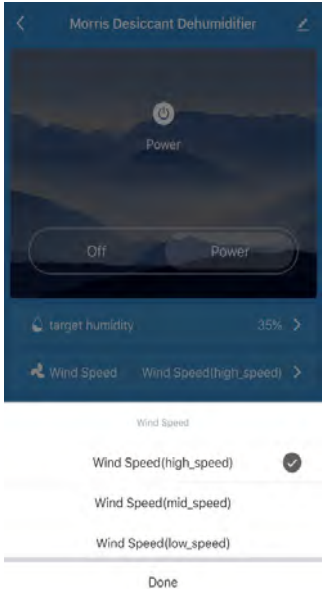 Morris Desiccant Dehumidifier
Power
Off Power
target humidity 35%
Wind Speed Wind Speed(high_speed)
Wind Speed
Wind Speed(high_speed)
Wind Speed(mid_speed)
Wind Speed(low_speed)
Done